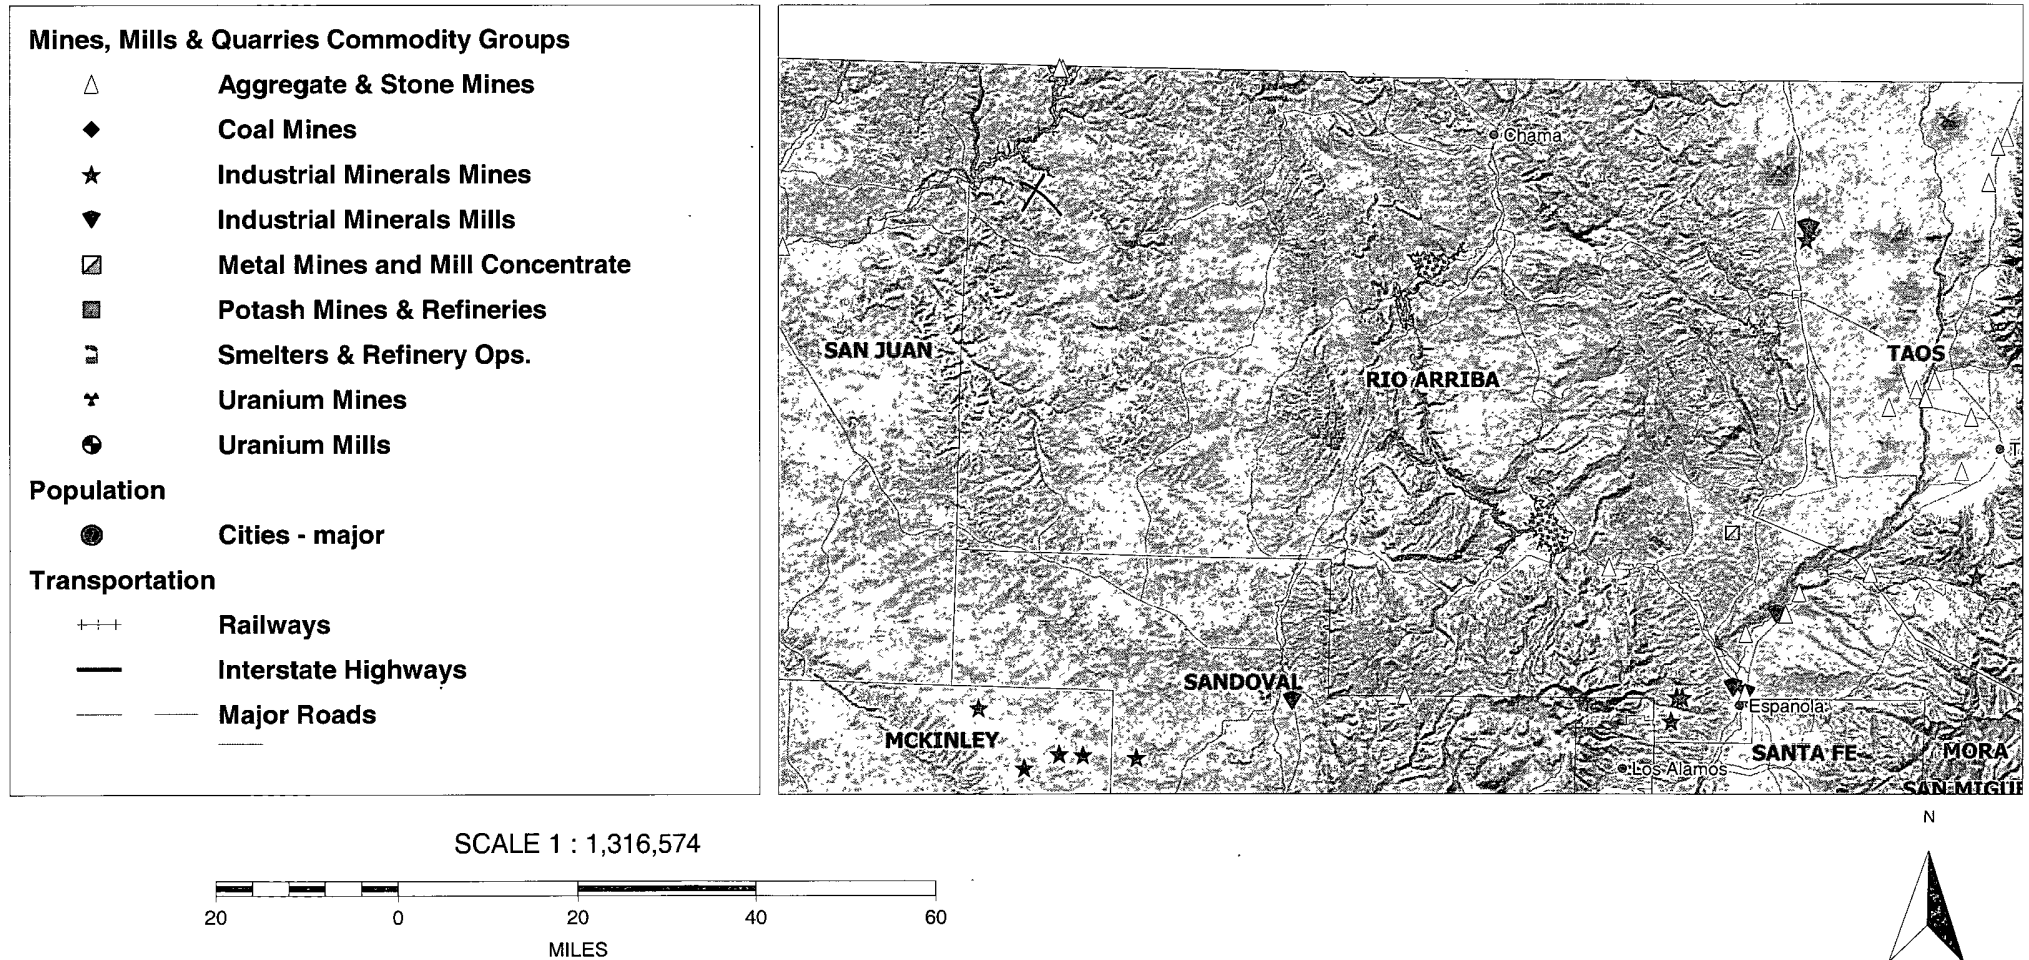 Mines, Mills & Quarries Commodity Groups
Aggregate & Stone Mines
Coal Mines
Industrial Minerals Mines
Industrial Minerals Mills
Metal Mines and Mill Concentrate
Potash Mines & Refineries
Smelters & Refinery Ops.
Uranium Mines
Uranium Mills
Population
Cities - major
Transportation
Railways
Interstate Highways
Major Roads
Chama
SAN JUAN
TAOS
RIO ARRIBA
T
SANDOVAL
Espanola
MCKINLEY
SANTA FE
MORA
Los Alamos
SAN MIGUE
N
SCALE 1 : 1,316,574
20 0 20 40 60
MILES